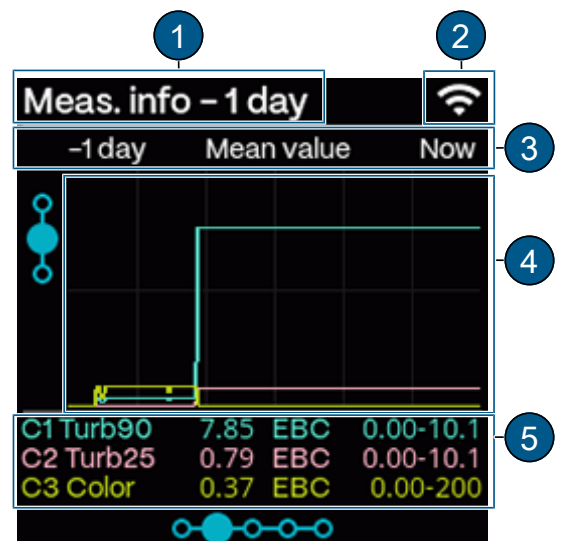 1
2
Meas. info – 1 day
–1 day Mean value Now
3
4
C1 Turb90 7.85 EBC 0.00-10.1
C2 Turb25 0.79 EBC 0.00-10.1
5
C3 Color 0.37 EBC 0.00-200